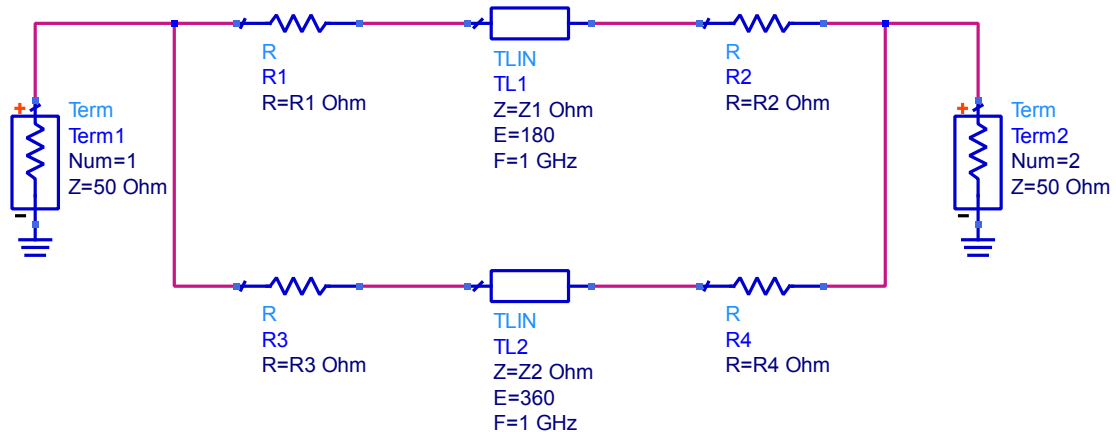 R
R1
R=R1 Ohm
TLIN
TL1
Z=Z1 Ohm
E=180
F=1 GHz
R
R2
R=R2 Ohm
+
Term
Term1
Num=1
Z=50 Ohm
-
+
Term
Term2
Num=2
Z=50 Ohm
-
R
R3
R=R3 Ohm
TLIN
TL2
Z=Z2 Ohm
E=360
F=1 GHz
R
R4
R=R4 Ohm